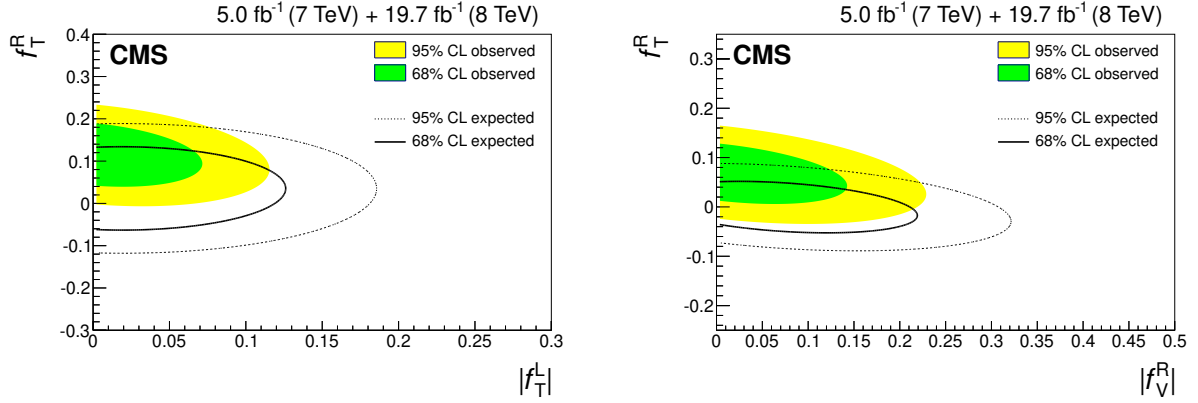 5.0 fb⁻¹ (7 TeV) + 19.7 fb⁻¹ (8 TeV)
f_T^R
CMS
95% CL observed
68% CL observed
95% CL expected
68% CL expected
0.4
0.3
0.2
0.1
0
-0.1
-0.2
-0.3
0 0.05 0.1 0.15 0.2 0.25 0.3
|f_T^L|
5.0 fb⁻¹ (7 TeV) + 19.7 fb⁻¹ (8 TeV)
f_T^R
CMS
95% CL observed
68% CL observed
95% CL expected
68% CL expected
0.3
0.2
0.1
0
-0.1
-0.2
0 0.05 0.1 0.15 0.2 0.25 0.3 0.35 0.4 0.45 0.5
|f_V^R|